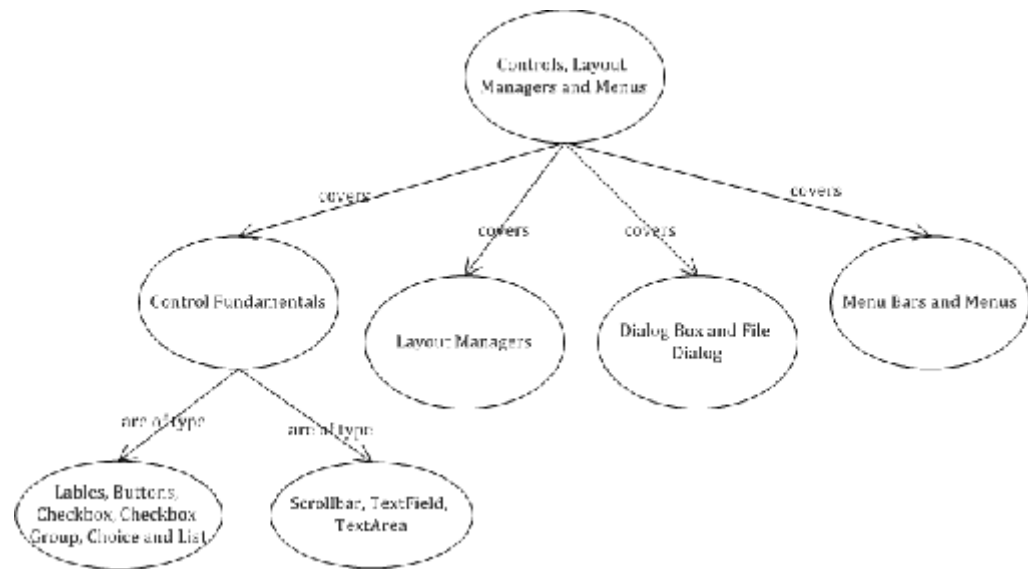 Controls, Layout
Managers and Menus
covers
covers
covers
covers
Control Fundamentals
Layout Managers
Dialog Box and File
Dialog
Menu Bars and Menus
are of type
are of type
Lables, Buttons,
Checkbox, Checkbox
Group, Choice and List
Scrollbar, TextField,
TextArea